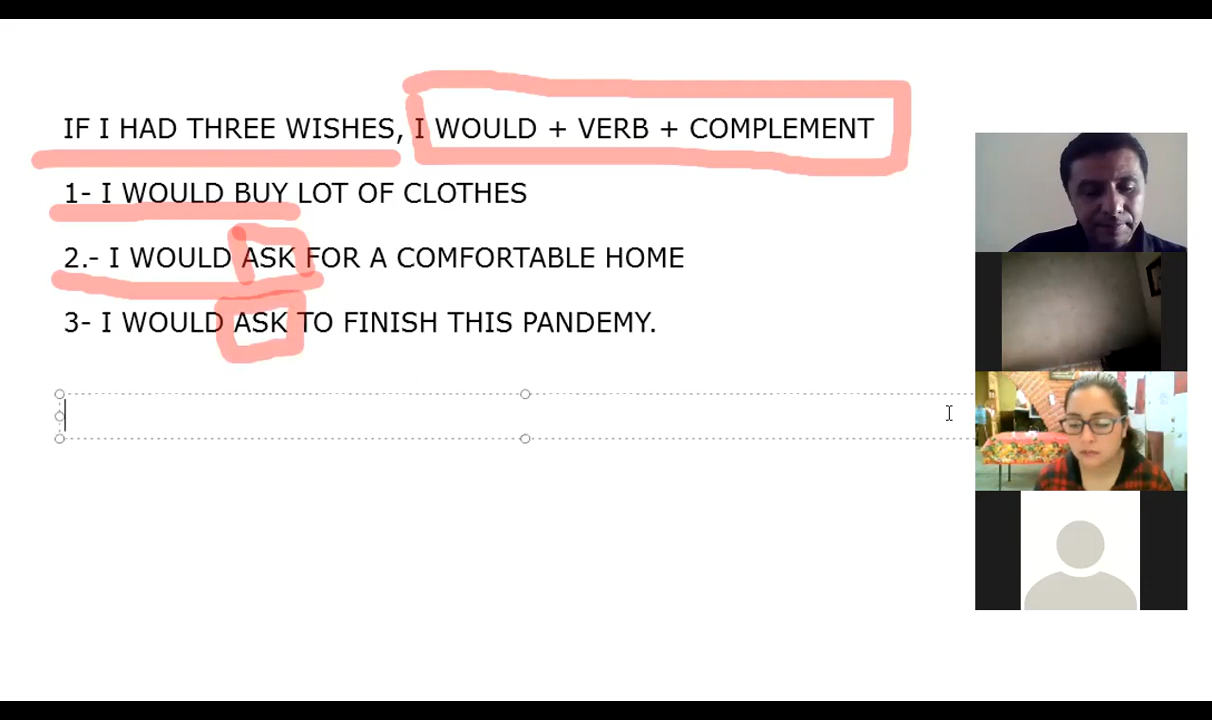 IF I HAD THREE WISHES, I WOULD + VERB + COMPLEMENT
1- I WOULD BUY LOT OF CLOTHES
2.- I WOULD ASK FOR A COMFORTABLE HOME
3- I WOULD ASK TO FINISH THIS PANDEMY.